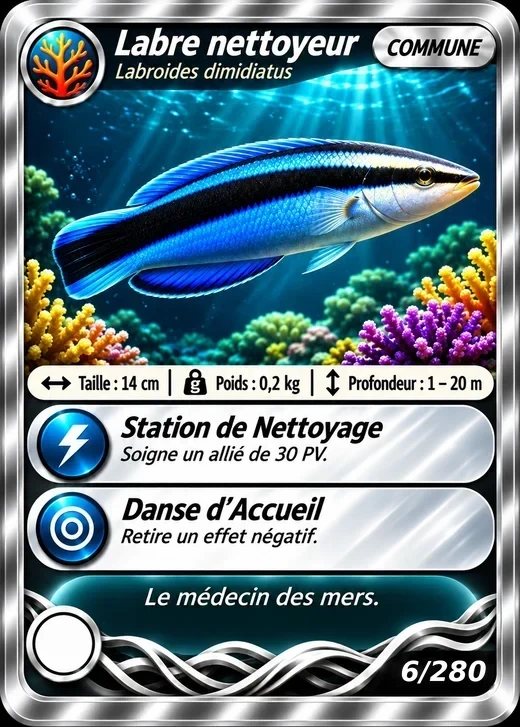 Labre nettoyeur
COMMUNE
Labroides dimidiatus
Taille : 14 cm | g Poids : 0,2 kg | Profondeur : 1 – 20 m
Station de Nettoyage
Soigne un allié de 30 PV.
Danse d'Accueil
Retire un effet négatif.
Le médecin des mers.
6/280